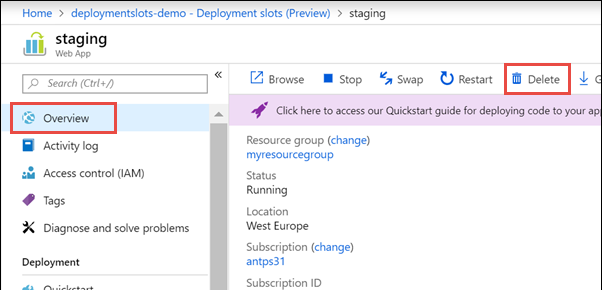 Home > deploymentslots-demo - Deployment slots (Preview) > staging
staging
Web App
Search (Ctrl+/)
«
Browse Stop Swap Restart Delete
Overview
Click here to access our Quickstart guide for deploying code to your
Activity log
Access control (IAM)
Tags
Diagnose and solve problems
Deployment
Quickstart
Resource group (change)
myresourcegroup
Status
Running
Location
West Europe
Subscription (change)
antps31
Subscription ID